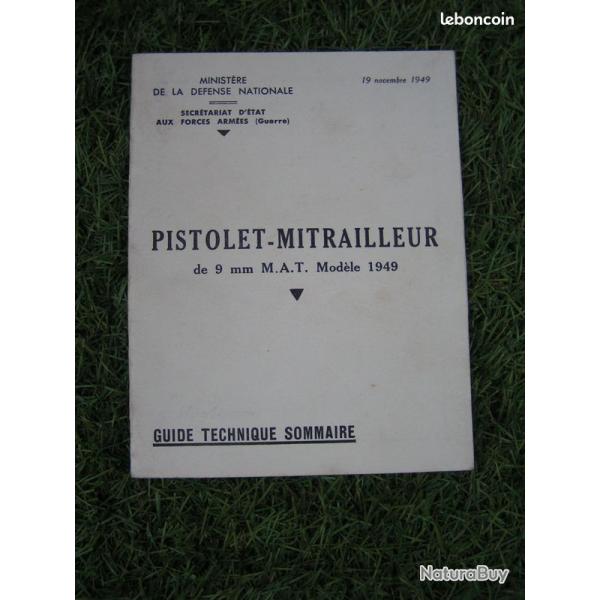 leboncoin
MINISTÈRE
DE LA DEFENSE NATIONALE
19 novembre 1949
SECRÉTARIAT D'ÉTAT
AUX FORCES ARMÉES (Guerre)
PISTOLET-MITRAILLEUR
de 9 mm M.A.T. Modèle 1949
GUIDE TECHNIQUE SOMMAIRE
NaturaBuy